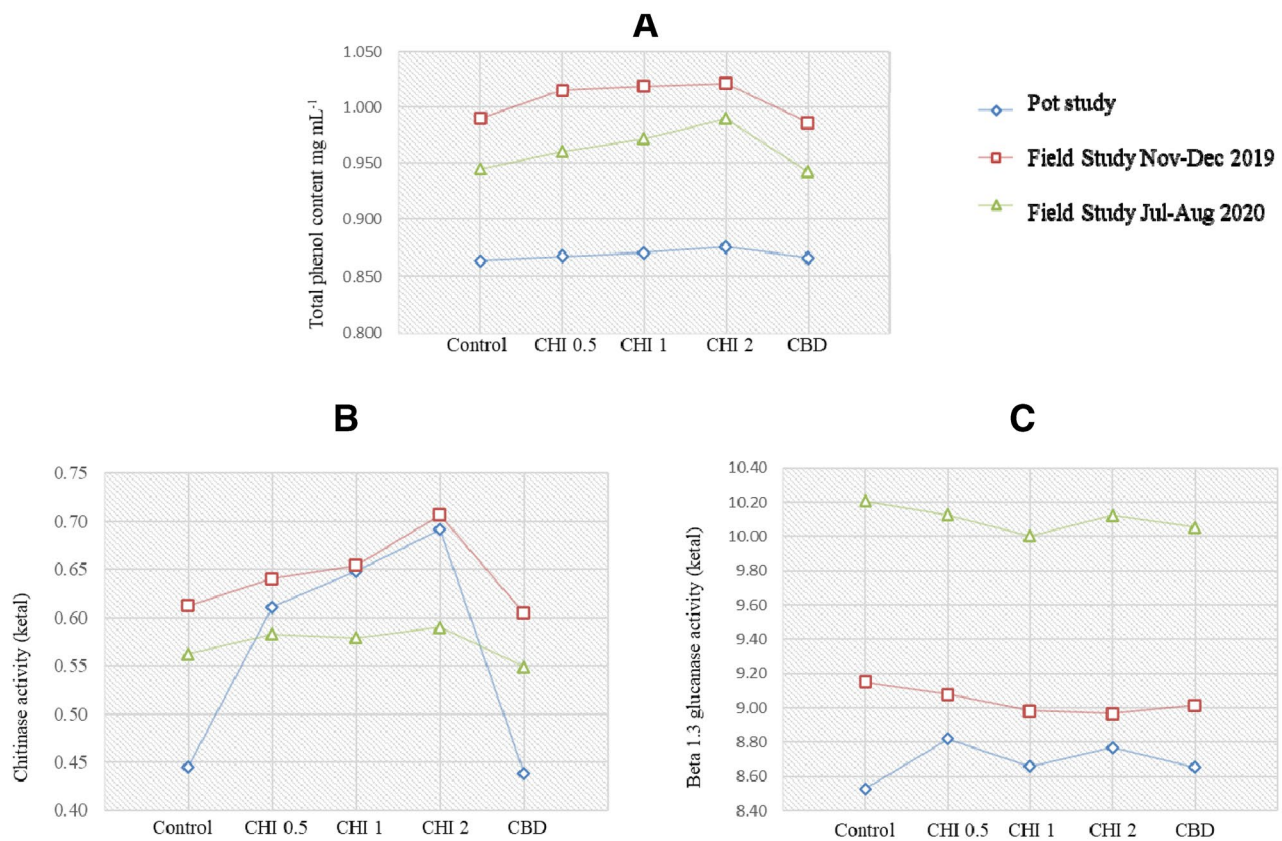 A
Total phenol content mg mL⁻¹
1.050
1.000
0.950
0.900
0.850
0.800
Control CHI 0.5 CHI 1 CHI 2 CBD
Pot study
Field Study Nov-Dec 2019
Field Study Jul-Aug 2020
B
Chitinase activity (ketal)
0.75
0.70
0.65
0.60
0.55
0.50
0.45
0.40
Control CHI 0.5 CHI 1 CHI 2 CBD
C
Beta 1.3 glucanase activity (ketal)
10.40
10.20
10.00
9.80
9.60
9.40
9.20
9.00
8.80
8.60
8.40
Control CHI 0.5 CHI 1 CHI 2 CBD